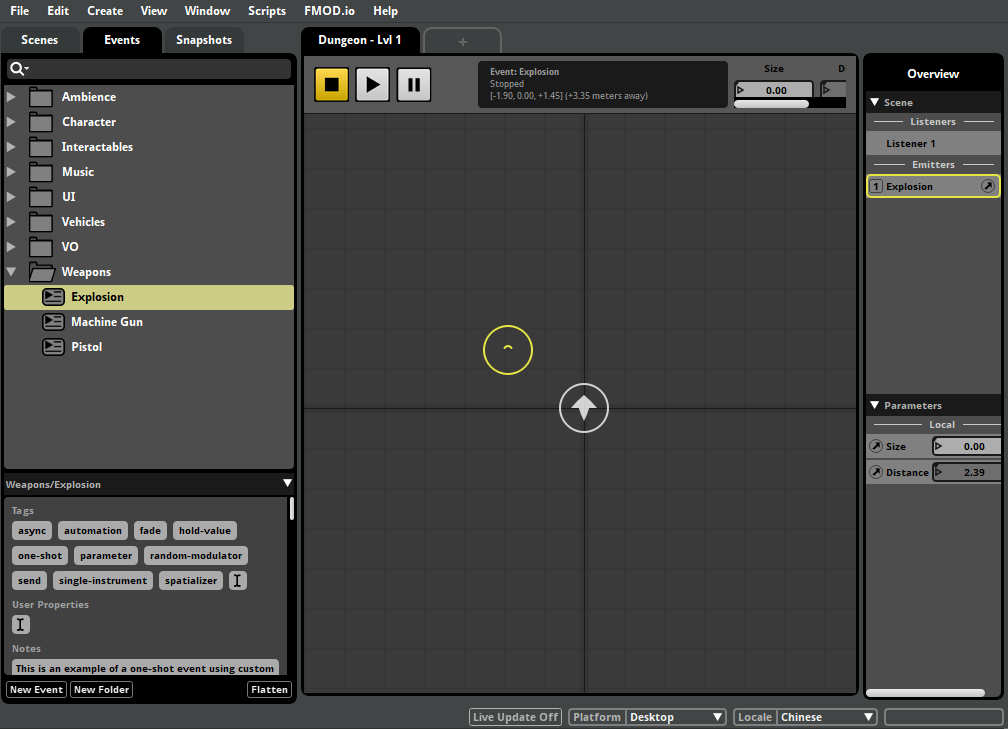 File Edit Create View Window Scripts FMOD.io Help
Scenes Events Snapshots
Dungeon - Lvl 1
+
Ambience
Character
Interactables
Music
UI
Vehicles
VO
Weapons
Explosion
Machine Gun
Pistol
Weapons/Explosion
Tags
async automation fade hold-value
one-shot parameter random-modulator
send single-instrument spatializer
User Properties
Notes
This is an example of a one-shot event using custom
New Event New Folder Flatten
Event: Explosion
Stopped
[-1.90, 0.00, +1.45] (+3.35 meters away)
Size D
0.00
Overview
Scene
Listeners
Listener 1
Emitters
1 Explosion
Parameters
Local
Size 0.00
Distance 2.39
Live Update Off Platform Desktop Locale Chinese